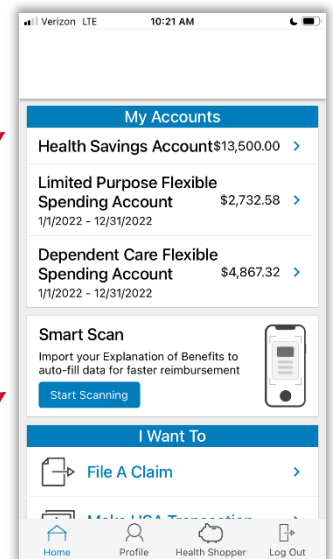 Verizon LTE 10:21 AM
My Accounts
Health Savings Account $13,500.00
Limited Purpose Flexible
Spending Account $2,732.58
1/1/2022 - 12/31/2022
Dependent Care Flexible
Spending Account $4,867.32
1/1/2022 - 12/31/2022
Smart Scan
Import your Explanation of Benefits to
auto-fill data for faster reimbursement
Start Scanning
I Want To
File A Claim
Make HSA Transaction
Home Profile Health Shopper Log Out